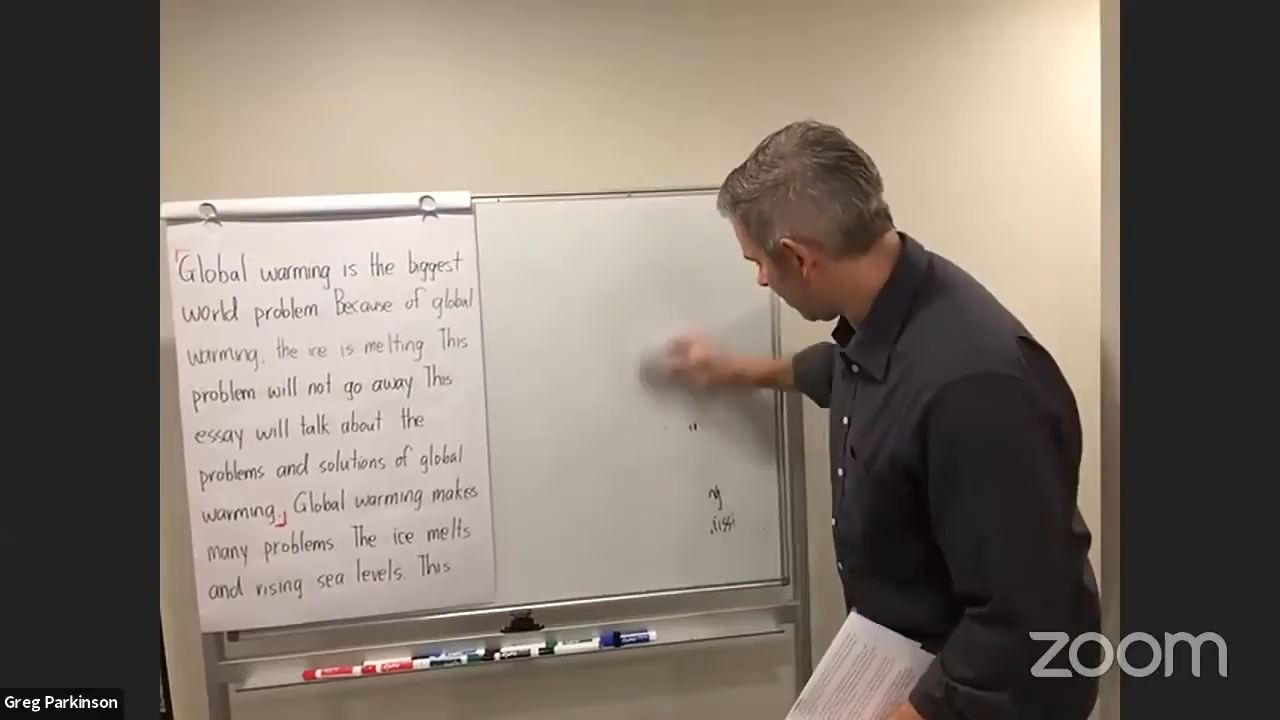 Global warming is the biggest
world problem. Because of global
warming, the ice is melting. This
problem will not go away. This
essay will talk about the
problems and solutions of global
warming. Global warming makes
many problems. The ice melts
and rising sea levels. This
zoom
Greg Parkinson